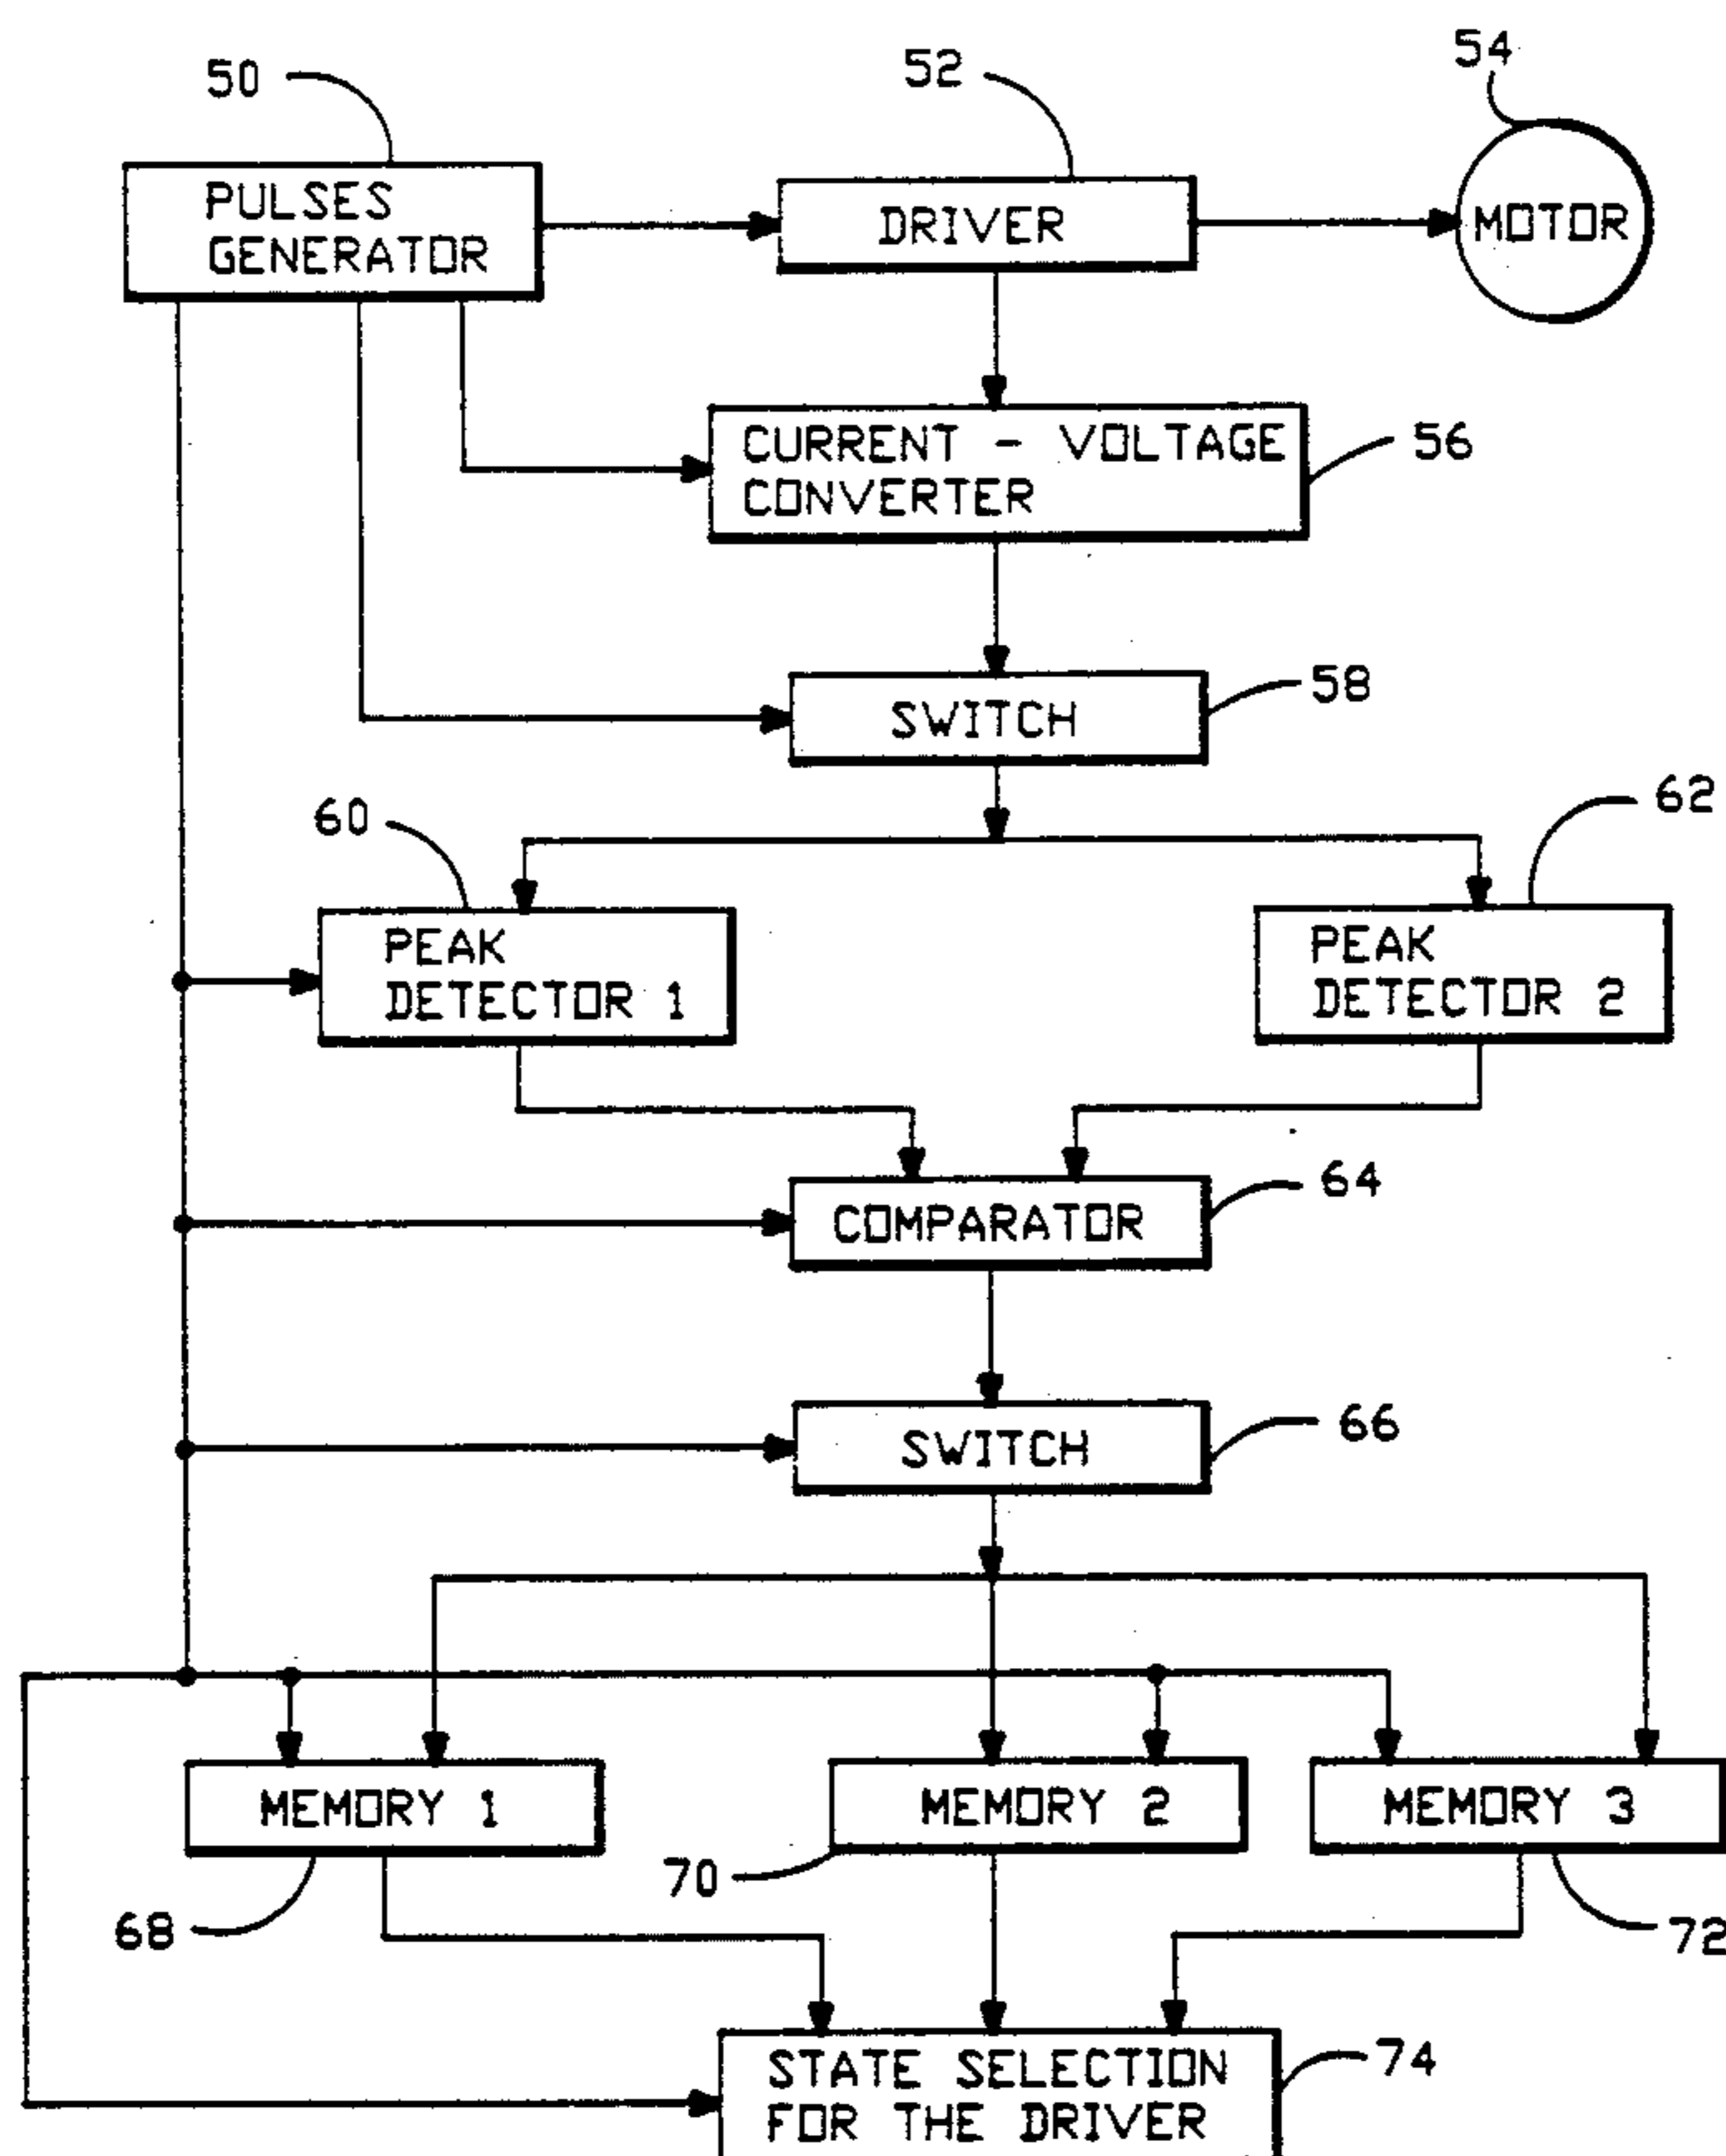 50
52
54
PULSES
GENERATOR
DRIVER
MOTOR
CURRENT - VOLTAGE
CONVERTER
56
SWITCH
58
60
62
PEAK
DETECTOR 1
PEAK
DETECTOR 2
64
COMPARATOR
SWITCH
66
MEMORY 1
MEMORY 2
MEMORY 3
68
70
72
STATE SELECTION
FOR THE DRIVER
74